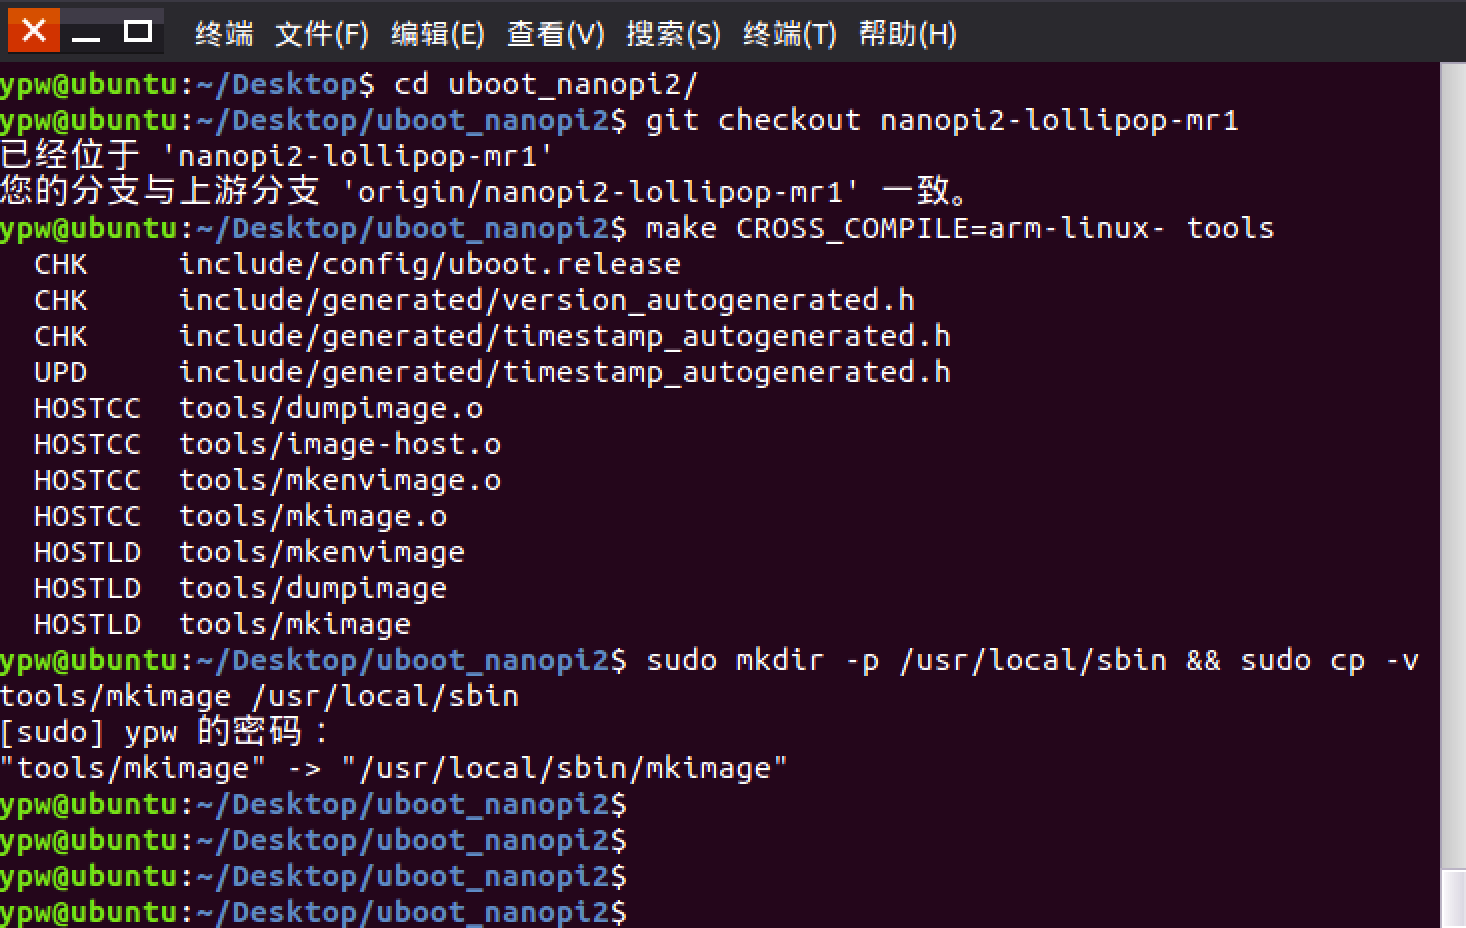 终端 文件(F) 编辑(E) 查看(V) 搜索(S) 终端(T) 帮助(H)
ypw@ubuntu:~/Desktop$ cd uboot_nanopi2/
ypw@ubuntu:~/Desktop/uboot_nanopi2$ git checkout nanopi2-lollipop-mr1
已经位于 'nanopi2-lollipop-mr1'
您的分支与上游分支 'origin/nanopi2-lollipop-mr1' 一致。
ypw@ubuntu:~/Desktop/uboot_nanopi2$ make CROSS_COMPILE=arm-linux- tools
  CHK     include/config/uboot.release
  CHK     include/generated/version_autogenerated.h
  CHK     include/generated/timestamp_autogenerated.h
  UPD     include/generated/timestamp_autogenerated.h
  HOSTCC  tools/dumpimage.o
  HOSTCC  tools/image-host.o
  HOSTCC  tools/mkenvimage.o
  HOSTCC  tools/mkimage.o
  HOSTLD  tools/mkenvimage
  HOSTLD  tools/dumpimage
  HOSTLD  tools/mkimage
ypw@ubuntu:~/Desktop/uboot_nanopi2$ sudo mkdir -p /usr/local/sbin && sudo cp -v
tools/mkimage /usr/local/sbin
[sudo] ypw 的密码：
"tools/mkimage" -> "/usr/local/sbin/mkimage"
ypw@ubuntu:~/Desktop/uboot_nanopi2$
ypw@ubuntu:~/Desktop/uboot_nanopi2$
ypw@ubuntu:~/Desktop/uboot_nanopi2$
ypw@ubuntu:~/Desktop/uboot_nanopi2$